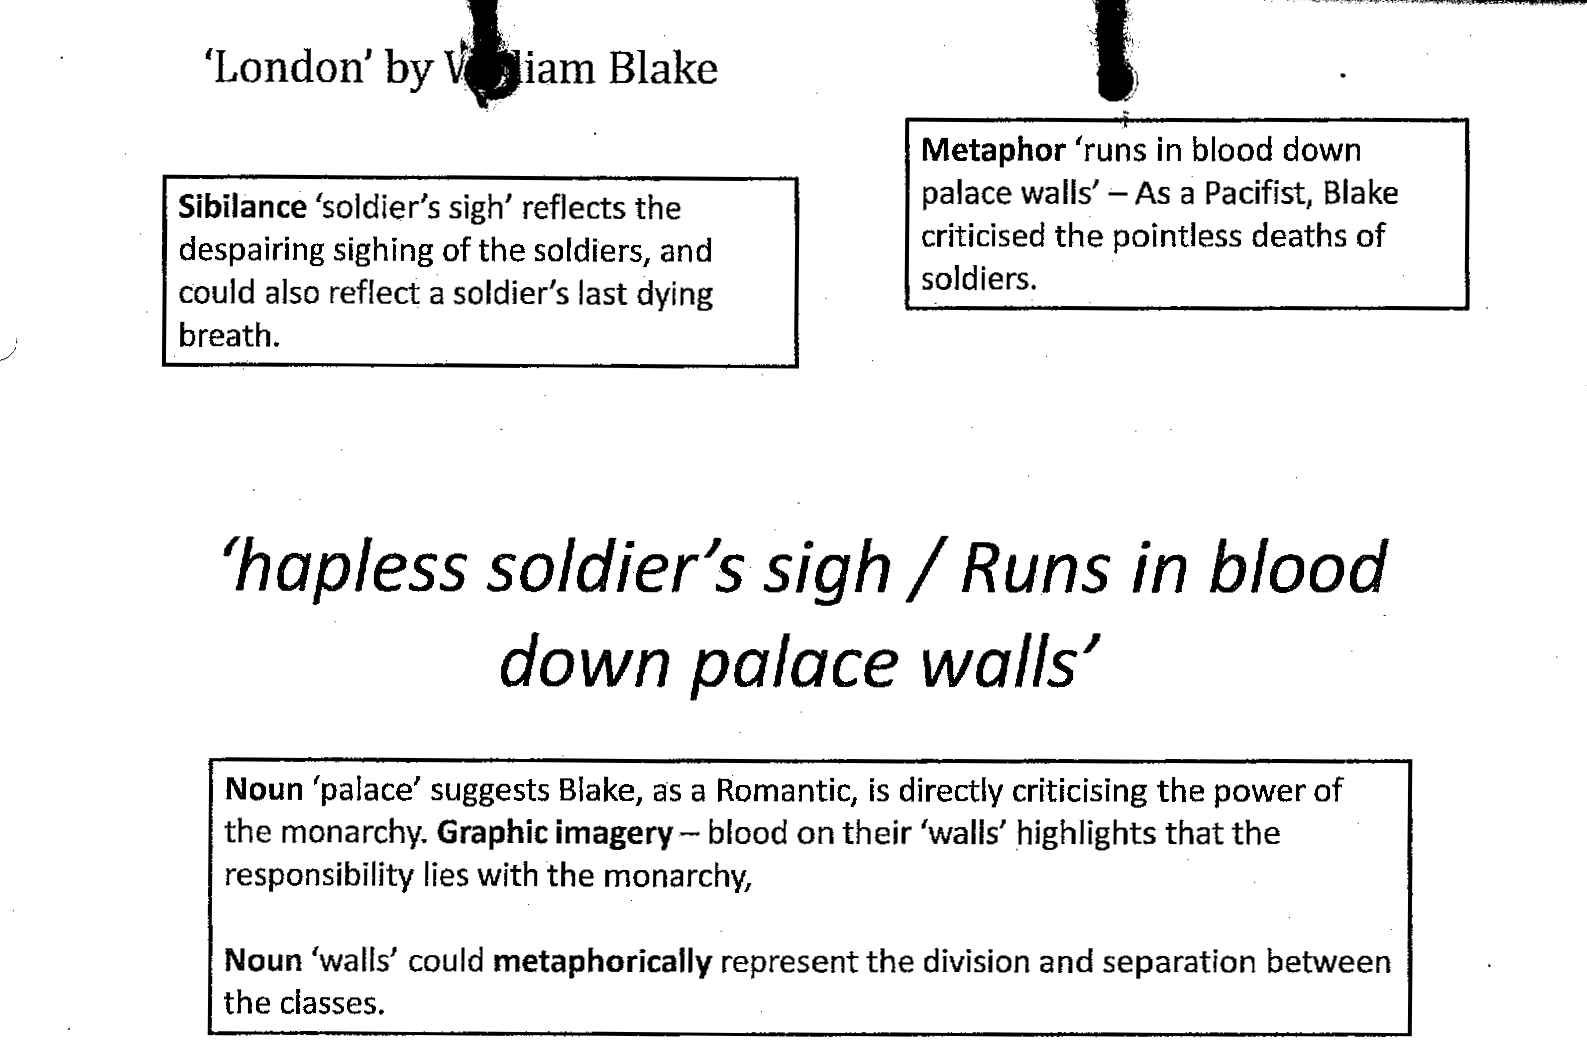 ‘London’ by William Blake
Sibilance ‘soldier’s sigh’ reflects the
despairing sighing of the soldiers, and
could also reflect a soldier’s last dying
breath.
Metaphor ‘runs in blood down
palace walls’ – As a Pacifist, Blake
criticised the pointless deaths of
soldiers.
‘hapless soldier’s sigh / Runs in blood
down palace walls’
Noun ‘palace’ suggests Blake, as a Romantic, is directly criticising the power of
the monarchy. Graphic imagery – blood on their ‘walls’ highlights that the
responsibility lies with the monarchy,
Noun ‘walls’ could metaphorically represent the division and separation between
the classes.